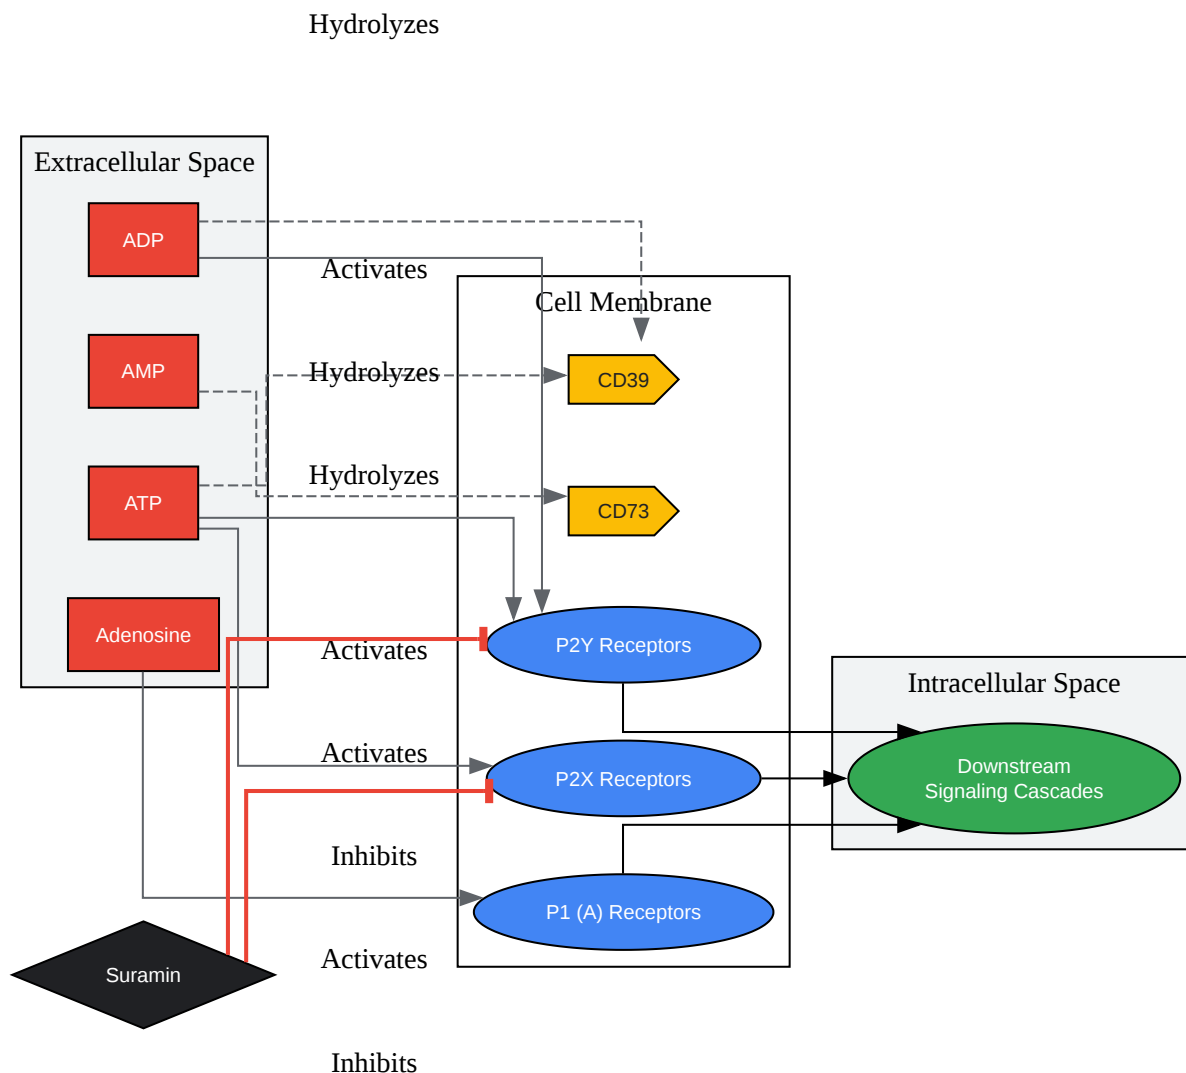 Hydrolyzes
Extracellular Space
ADP
Activates
Cell Membrane
AMP
Hydrolyzes
CD39
ATP
Hydrolyzes
CD73
Adenosine
Activates
P2Y Receptors
Intracellular Space
Activates
P2X Receptors
Downstream
Signaling Cascades
Inhibits
P1 (A) Receptors
Suramin
Activates
Inhibits